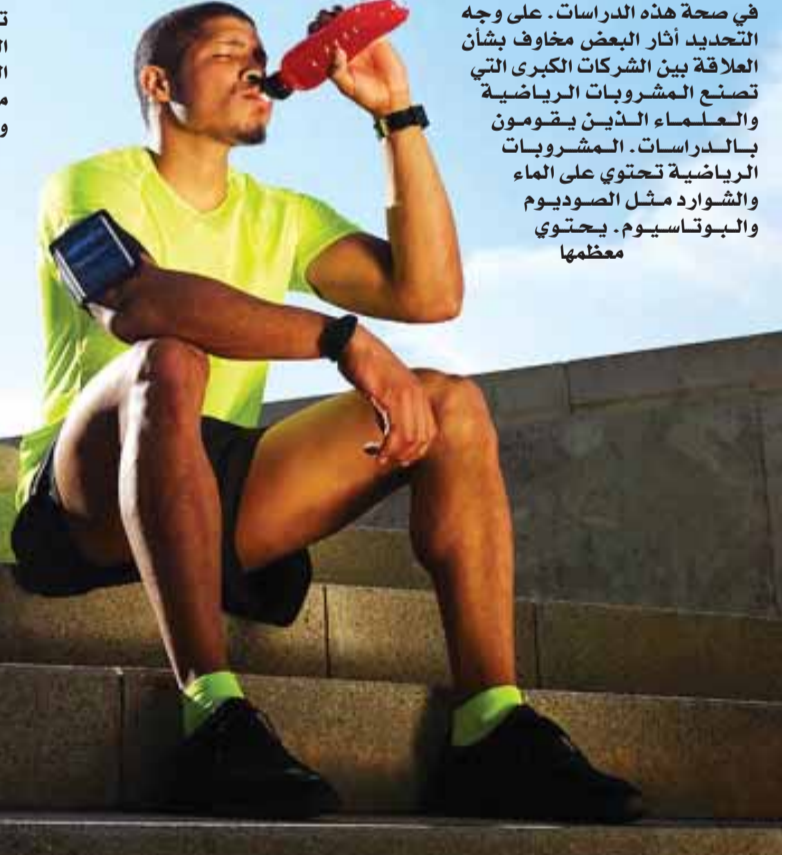 في صحة هذه الدراسات. على وجه
التحديد أثار البعض مخاوف بشأن
العلاقة بين الشركات الكبرى التي
تصنع المشروبات الرياضية
والعلماء الذين يقومون
بالدراسات. المشروبات
الرياضية تحتوي على الماء
والشوارد مثل الصوديوم
والبوتاسيوم. يحتوي
معظمها